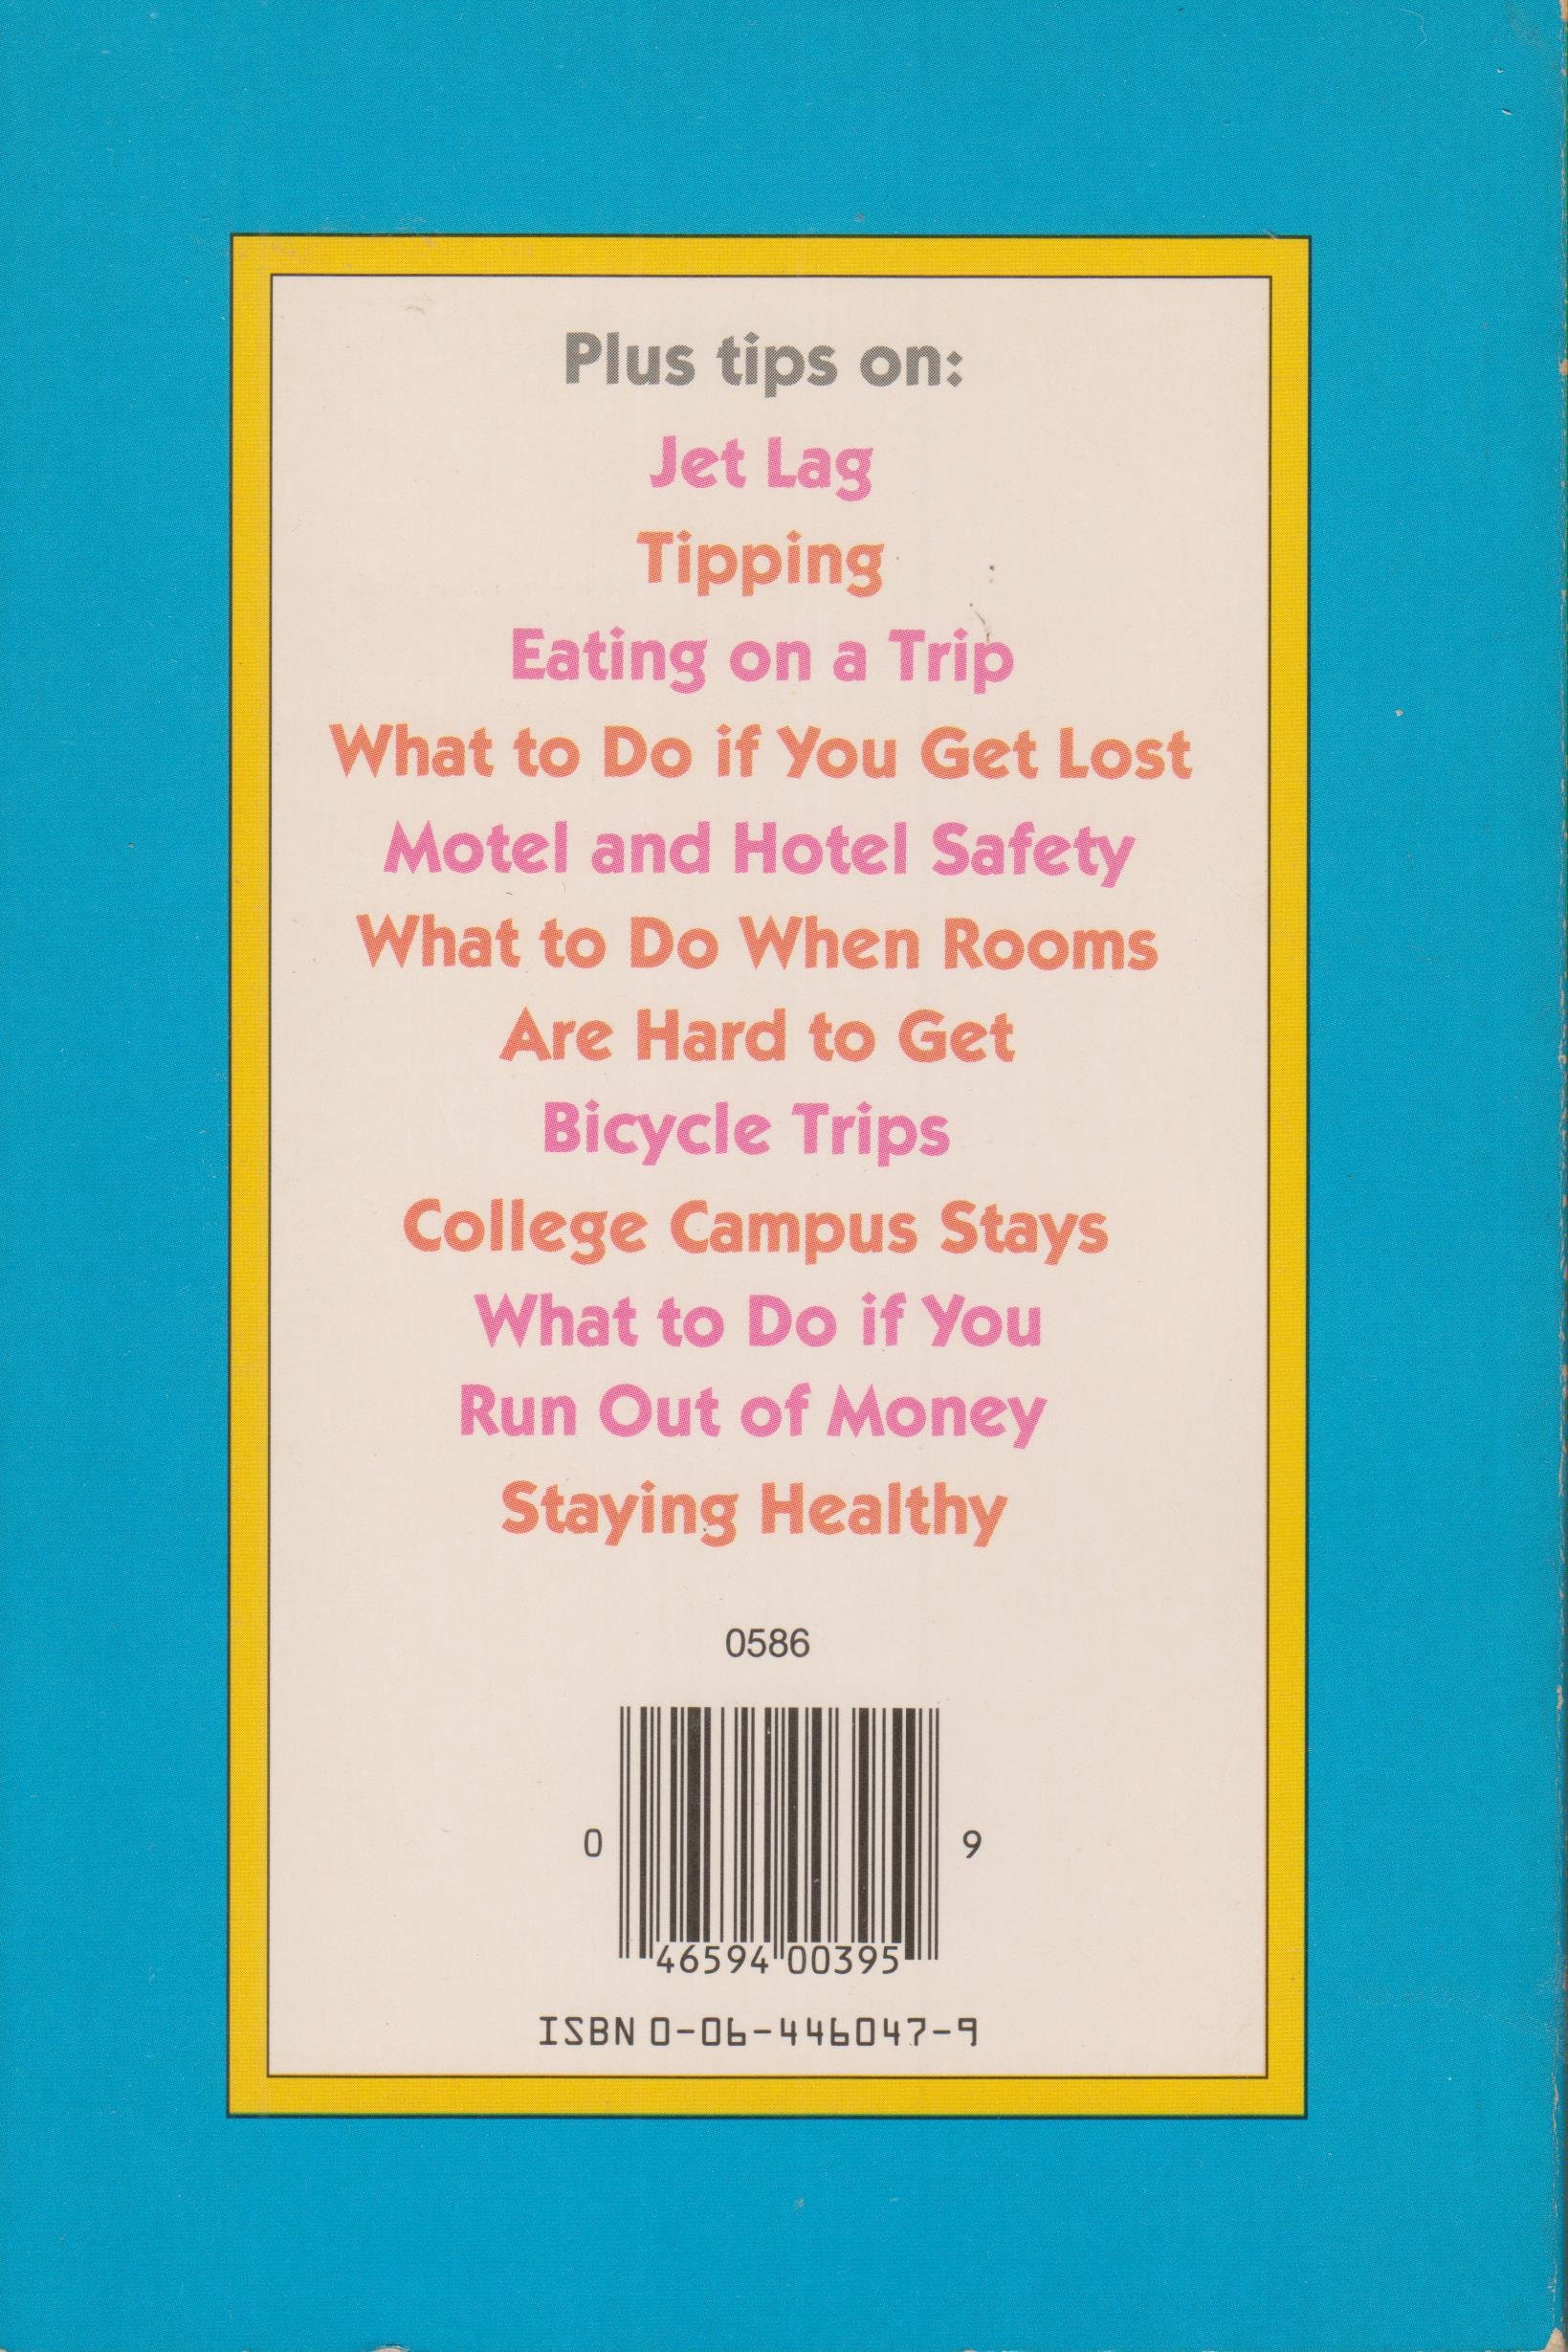 Plus tips on:
Jet Lag
Tipping
Eating on a Trip
What to Do if You Get Lost
Motel and Hotel Safety
What to Do When Rooms
Are Hard to Get
Bicycle Trips
College Campus Stays
What to Do if You
Run Out of Money
Staying Healthy
0586
0 46594 00395 9
ISBN 0-06-446047-9